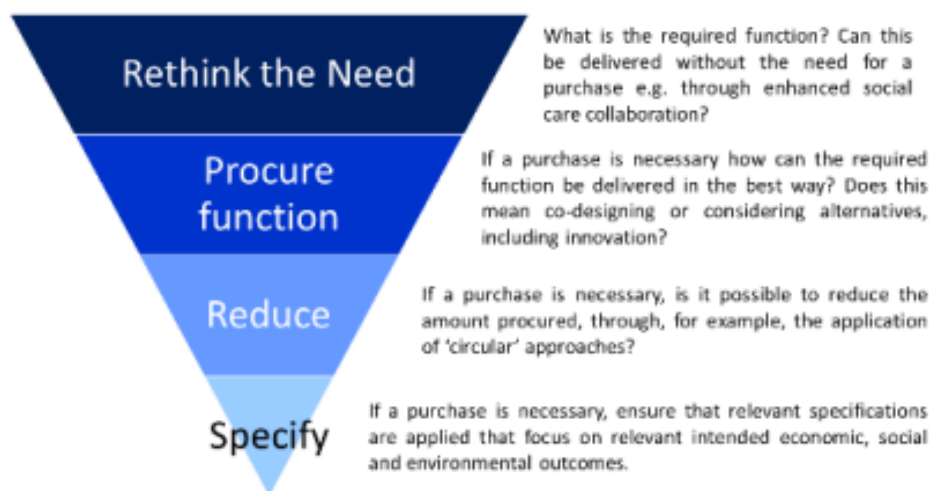 Rethink the Need
What is the required function? Can this
be delivered without the need for a
purchase e.g. through enhanced social
care collaboration?
Procure
function
If a purchase is necessary how can the required
function be delivered in the best way? Does this
mean co-designing or considering alternatives,
including innovation?
Reduce
If a purchase is necessary, is it possible to reduce the
amount procured, through, for example, the application
of ‘circular’ approaches?
Specify
If a purchase is necessary, ensure that relevant specifications
are applied that focus on relevant intended economic, social
and environmental outcomes.